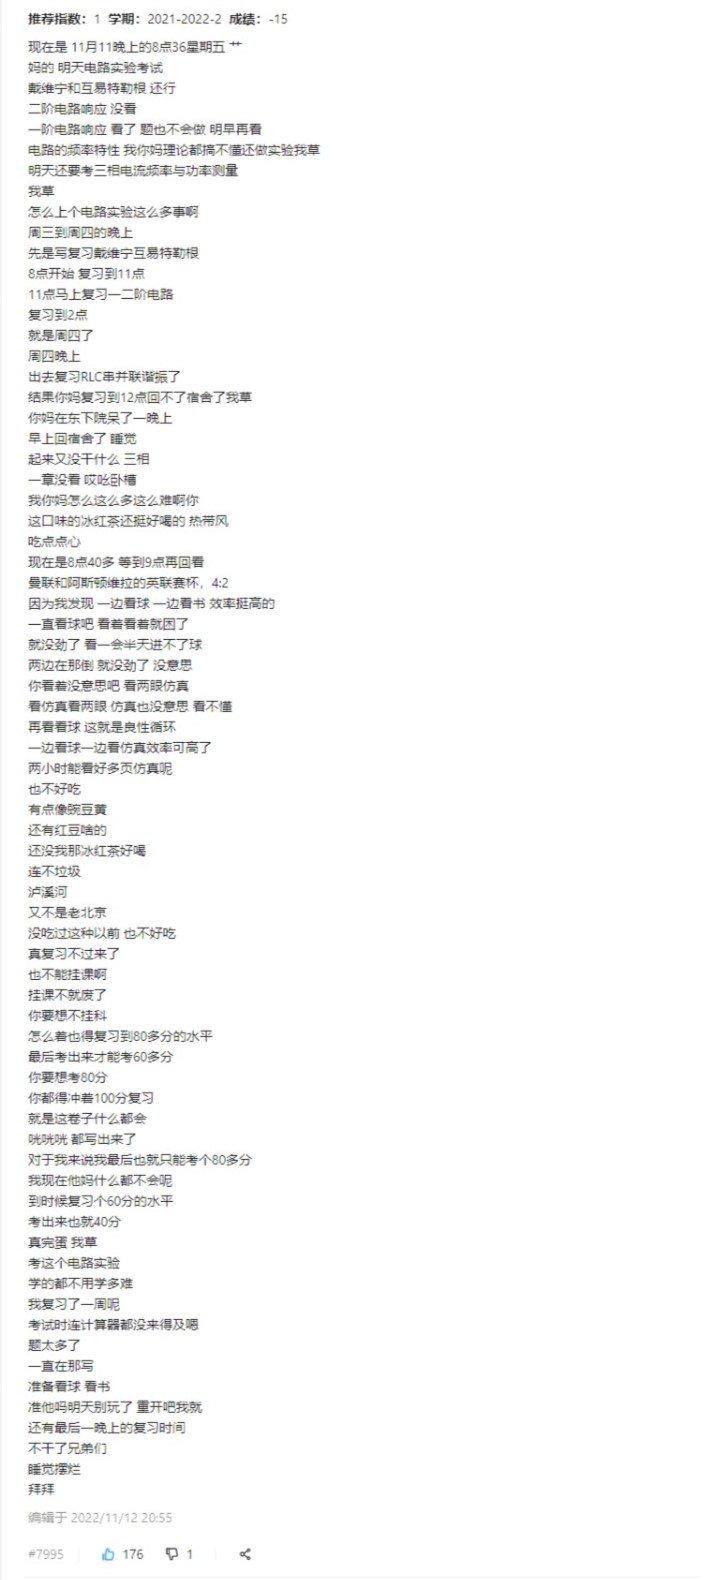 推荐指数：1 学期：2021-2022-2 成绩：-15
现在是 11月11晚上的8点36星期五 艹
妈的 明天电路实验考试
戴维宁和互易特勒根 还行
二阶电路响应 没看
一阶电路响应 看了 题也不会做 明早再看
电路的频率特性 我你妈理论都搞不懂还做实验我草
明天还要考三相电流频率与功率测量
我草
怎么上个电路实验这么多事啊
周三到周四的晚上
先是写复习戴维宁互易特勒根
8点开始 复习到11点
11点马上复习一二阶电路
复习到2点
就是周四了
周四晚上
出去复习RLC串并联谐振了
结果你妈复习到12点回不了宿舍了我草
你妈在东下院呆了一晚上
早上回宿舍了 睡觉
起来又没干什么 三相
一章没看 哎吆卧槽
我你妈怎么这么多这么难啊你
这口味的冰红茶还挺好喝的 热带风
吃点点心
现在是8点40多 等到9点再回看
曼联和阿斯顿维拉的英联赛杯，4:2
因为我发现 一边看球 一边看书 效率挺高的
一直看球吧 看着看着就困了
就没劲了 看一会半天进不了球
两边在那倒 就没劲了 没意思
你看着没意思吧 看两眼仿真
看仿真看两眼 仿真也没意思 看不懂
再看看球 这就是良性循环
一边看球一边看仿真效率可高了
两小时能看好多页仿真呢
也不好吃
有点像豌豆黄
还有红豆啥的
还没我那冰红茶好喝
连不垃圾
泸溪河
又不是老北京
没吃过这种以前 也不好吃
真复习不过来了
也不能挂课啊
挂课不就废了
你要想不挂科
怎么着也得复习到80多分的水平
最后考出来才能考60多分
你要想考80分
你都得冲着100分复习
就是这卷子什么都会
咣咣咣 都写出来了
对于我来说我最后也就只能考个80多分
我现在他妈什么都不会呢
到时候复习个60分的水平
考出来也就40分
真完蛋 我草
考这个电路实验
学的都不用学多难
我复习了一周呢
考试时连计算器都没来得及嗯
题太多了
一直在那写
准备看球 看书
准他吗明天别玩了 重开吧我就
还有最后一晚上的复习时间
不干了兄弟们
睡觉摆烂
拜拜
编辑于 2022/11/12 20:55
#7995 176 1